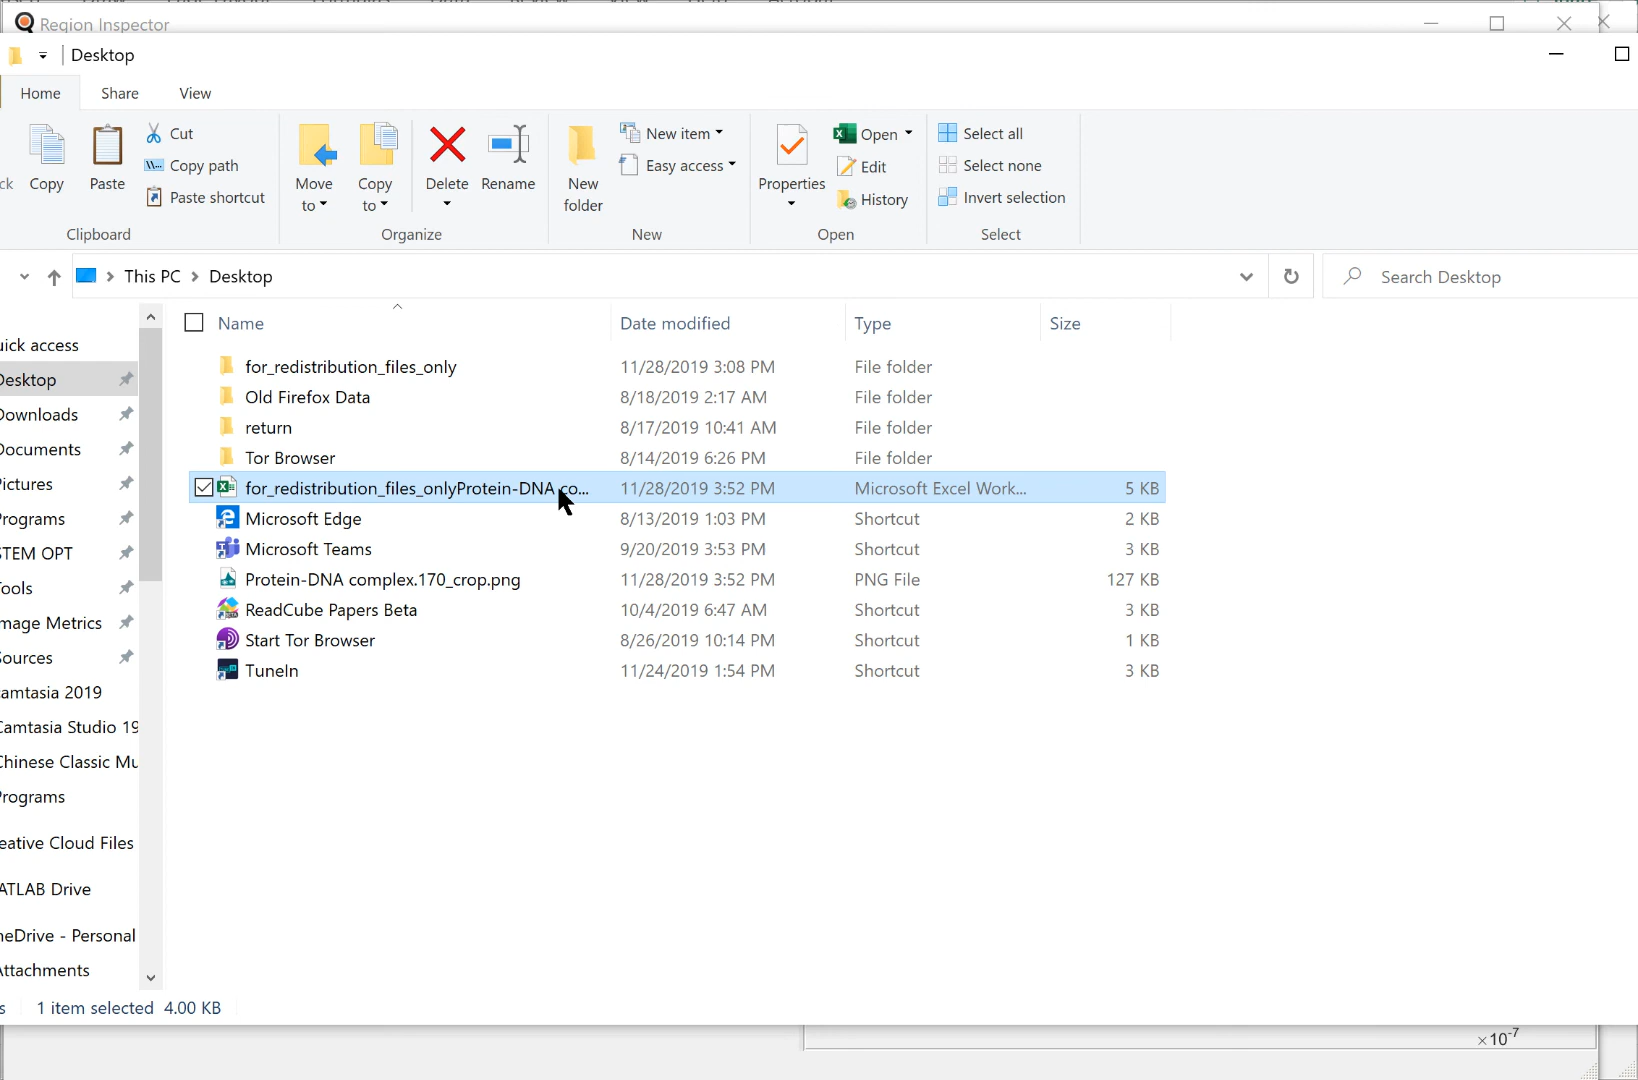 Region Inspector
Desktop
Home Share View
Cut
Copy path
Paste shortcut
Copy Paste
Clipboard
Move to Copy to Delete Rename
Organize
New folder
New item
Easy access
New
Properties
Open
Edit
History
Open
Select all
Select none
Invert selection
Select
This PC > Desktop
Search Desktop
Name Date modified Type Size
for_redistribution_files_only 11/28/2019 3:08 PM File folder
Old Firefox Data 8/18/2019 2:17 AM File folder
return 8/17/2019 10:41 AM File folder
Tor Browser 8/14/2019 6:26 PM File folder
for_redistribution_files_onlyProtein-DNA co... 11/28/2019 3:52 PM Microsoft Excel Work... 5 KB
Microsoft Edge 8/13/2019 1:03 PM Shortcut 2 KB
Microsoft Teams 9/20/2019 3:53 PM Shortcut 3 KB
Protein-DNA complex.170_crop.png 11/28/2019 3:52 PM PNG File 127 KB
ReadCube Papers Beta 10/4/2019 6:47 AM Shortcut 3 KB
Start Tor Browser 8/26/2019 10:14 PM Shortcut 1 KB
TuneIn 11/24/2019 1:54 PM Shortcut 3 KB
uick access
Desktop
Downloads
Documents
ictures
rograms
TEM OPT
ools
mage Metrics
ources
amtasia 2019
Camtasia Studio 19
Chinese Classic Mu
rograms
eative Cloud Files
ATLAB Drive
neDrive - Personal
Attachments
s 1 item selected 4.00 KB
×10⁻⁷